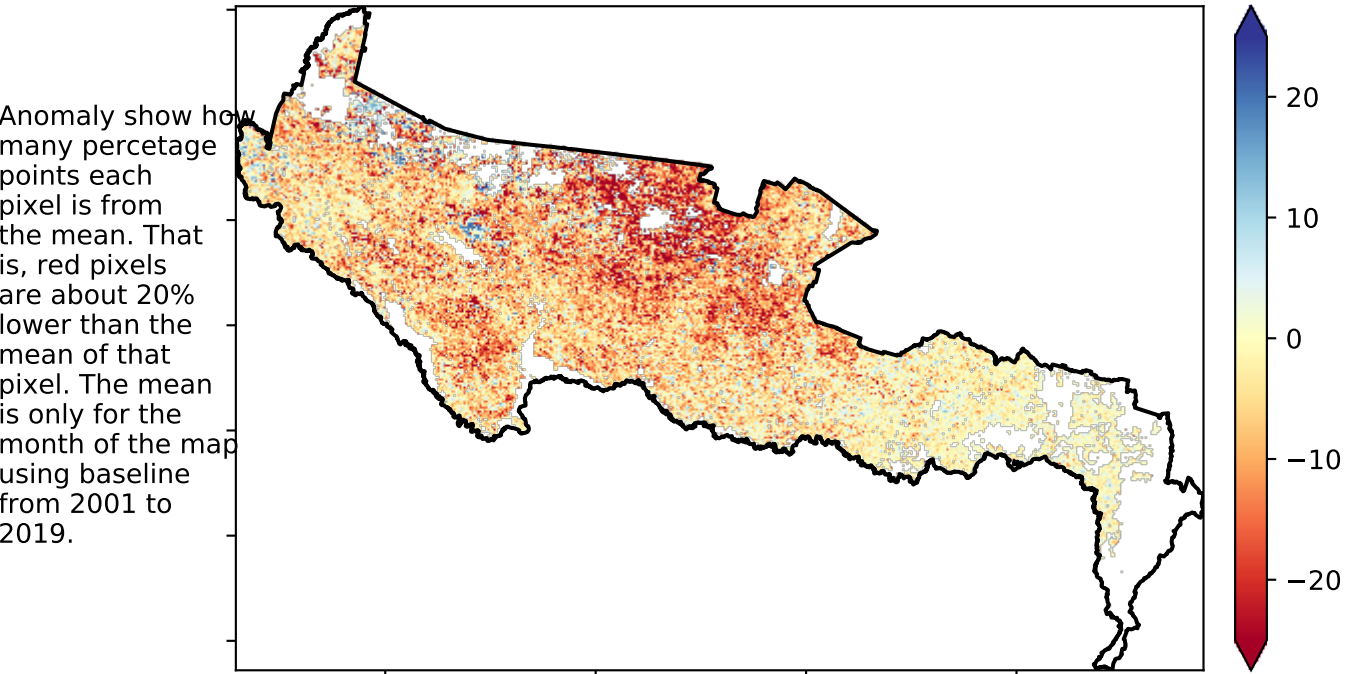 Anomaly show how
many percetage
points each
pixel is from
the mean. That
is, red pixels
are about 20%
lower than the
mean of that
pixel. The mean
is only for the
month of the map
using baseline
from 2001 to
2019.
20
10
0
−10
−20